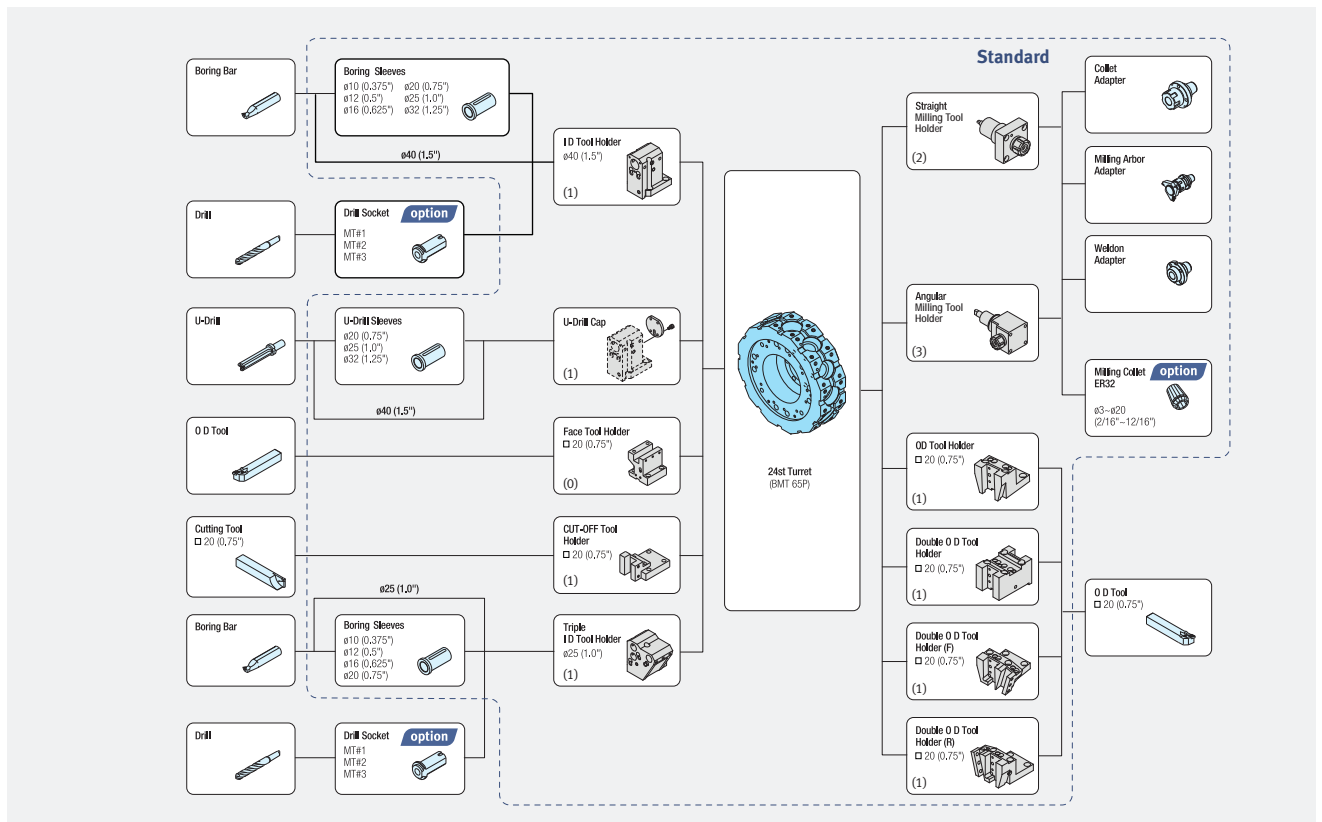 Standard
Boring Bar
Boring Sleeves
ø10 (0.375") ø20 (0.75")
ø12 (0.5") ø25 (1.0")
ø16 (0.625") ø32 (1.25")
ø40 (1.5")
I D Tool Holder
ø40 (1.5")
(1)
Drill
Drill Socket
option
MT#1
MT#2
MT#3
U-Drill
U-Drill Sleeves
ø20 (0.75")
ø25 (1.0")
ø32 (1.25")
ø40 (1.5")
U-Drill Cap
(1)
O D Tool
Face Tool Holder
□ 20 (0.75")
(0)
Cutting Tool
□ 20 (0.75")
CUT-OFF Tool
Holder
□ 20 (0.75")
(1)
ø25 (1.0")
Boring Bar
Boring Sleeves
ø10 (0.375")
ø12 (0.5")
ø16 (0.625")
ø20 (0.75")
Triple
I D Tool Holder
ø25 (1.0")
(1)
Drill
Drill Socket
option
MT#1
MT#2
MT#3
24st Turret
(BMT 65P)
Straight
Milling Tool
Holder
(2)
Angular
Milling Tool
Holder
(3)
OD Tool Holder
□ 20 (0.75")
(1)
Double O D Tool
Holder
□ 20 (0.75")
(1)
Double O D Tool
Holder (F)
□ 20 (0.75")
(1)
Double O D Tool
Holder (R)
□ 20 (0.75")
(1)
Collet
Adapter
Milling Arbor
Adapter
Weldon
Adapter
Milling Collet
ER32
option
ø3~ø20
(2/16"~12/16")
O D Tool
□ 20 (0.75")